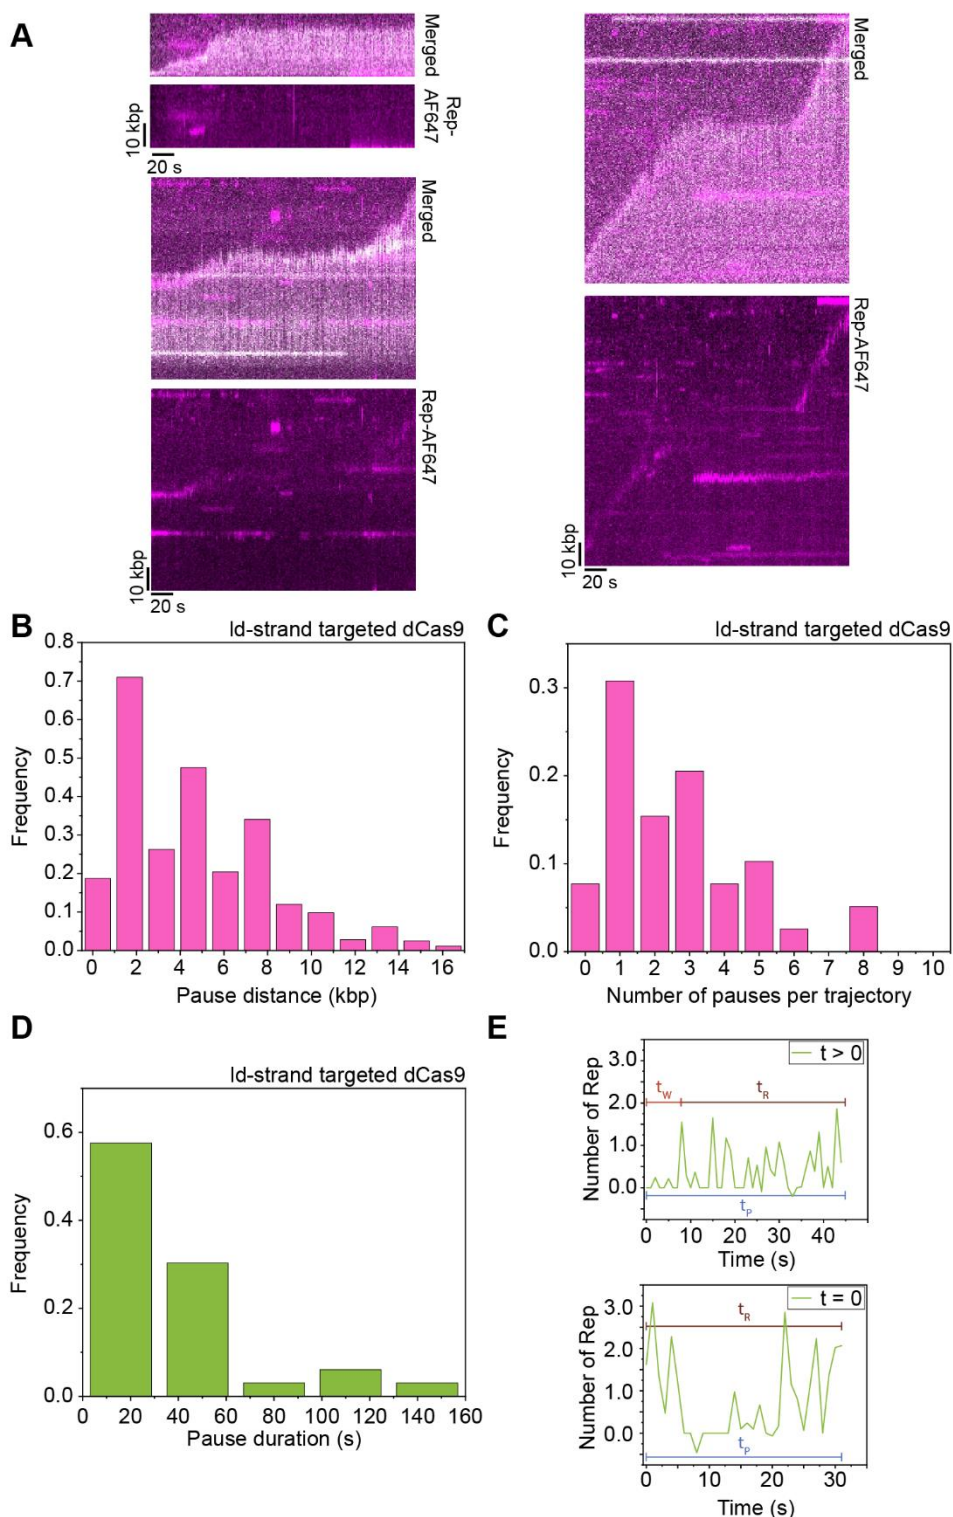 A
Merged
Rep-
AF647
10 kbp
20 s
Merged
Rep-AF647
10 kbp
20 s
Merged
Rep-AF647
10 kbp
20 s
B
ld-strand targeted dCas9
0.8
0.7
0.6
0.5
0.4
0.3
0.2
0.1
0.0
Frequency
0 2 4 6 8 10 12 14 16
Pause distance (kbp)
C
ld-strand targeted dCas9
0.3
0.2
0.1
0.0
Frequency
0 1 2 3 4 5 6 7 8 9 10
Number of pauses per trajectory
D
ld-strand targeted dCas9
0.6
0.4
0.2
0.0
Frequency
0 20 40 60 80 100 120 140 160
Pause duration (s)
E
t > 0
3.0
2.0
1.0
0.0
Number of Rep
tW
tR
tP
0 10 20 30 40
Time (s)
t = 0
3.0
2.0
1.0
0.0
Number of Rep
tR
tP
0 10 20 30
Time (s)